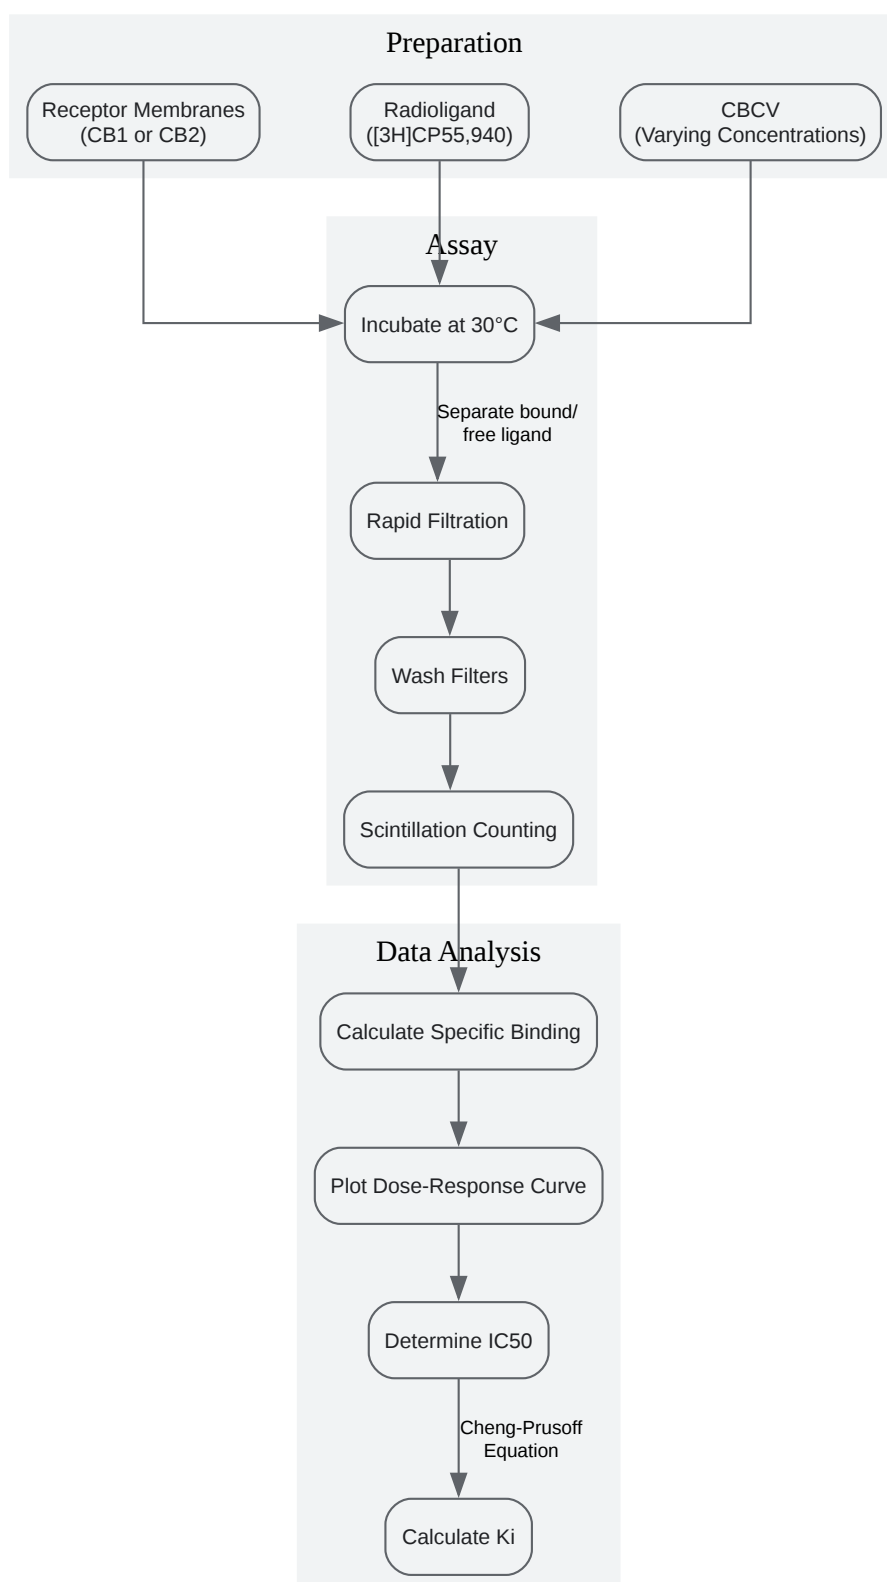 Preparation
Receptor Membranes
(CB1 or CB2)
Radioligand
([3H]CP55,940)
CBCV
(Varying Concentrations)
Assay
Incubate at 30°C
Separate bound/
free ligand
Rapid Filtration
Wash Filters
Scintillation Counting
Data Analysis
Calculate Specific Binding
Plot Dose-Response Curve
Determine IC50
Cheng-Prusoff
Equation
Calculate Ki